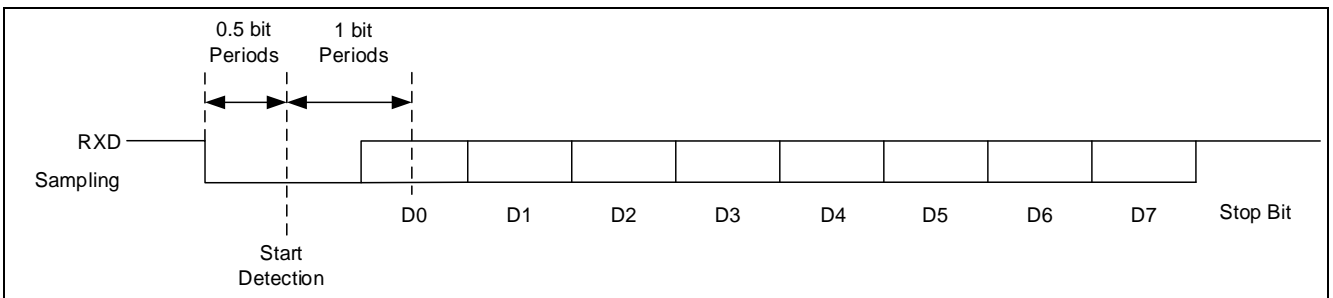 0.5 bit
Periods
1 bit
Periods
RXD
Sampling
D0 D1 D2 D3 D4 D5 D6 D7 Stop Bit
Start
Detection